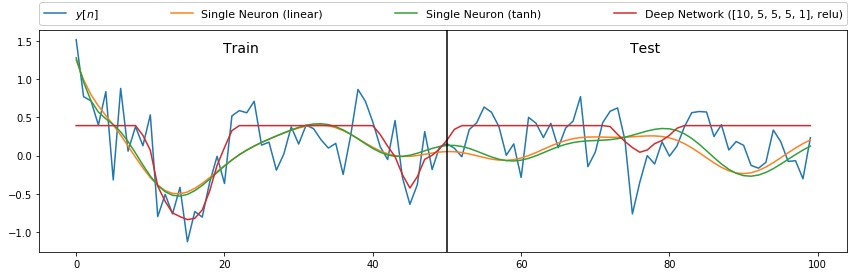 y[n] Single Neuron (linear) Single Neuron (tanh) Deep Network ([10, 5, 5, 5, 1], relu)
Train Test
1.5
1.0
0.5
0.0
−0.5
−1.0
0 20 40 60 80 100